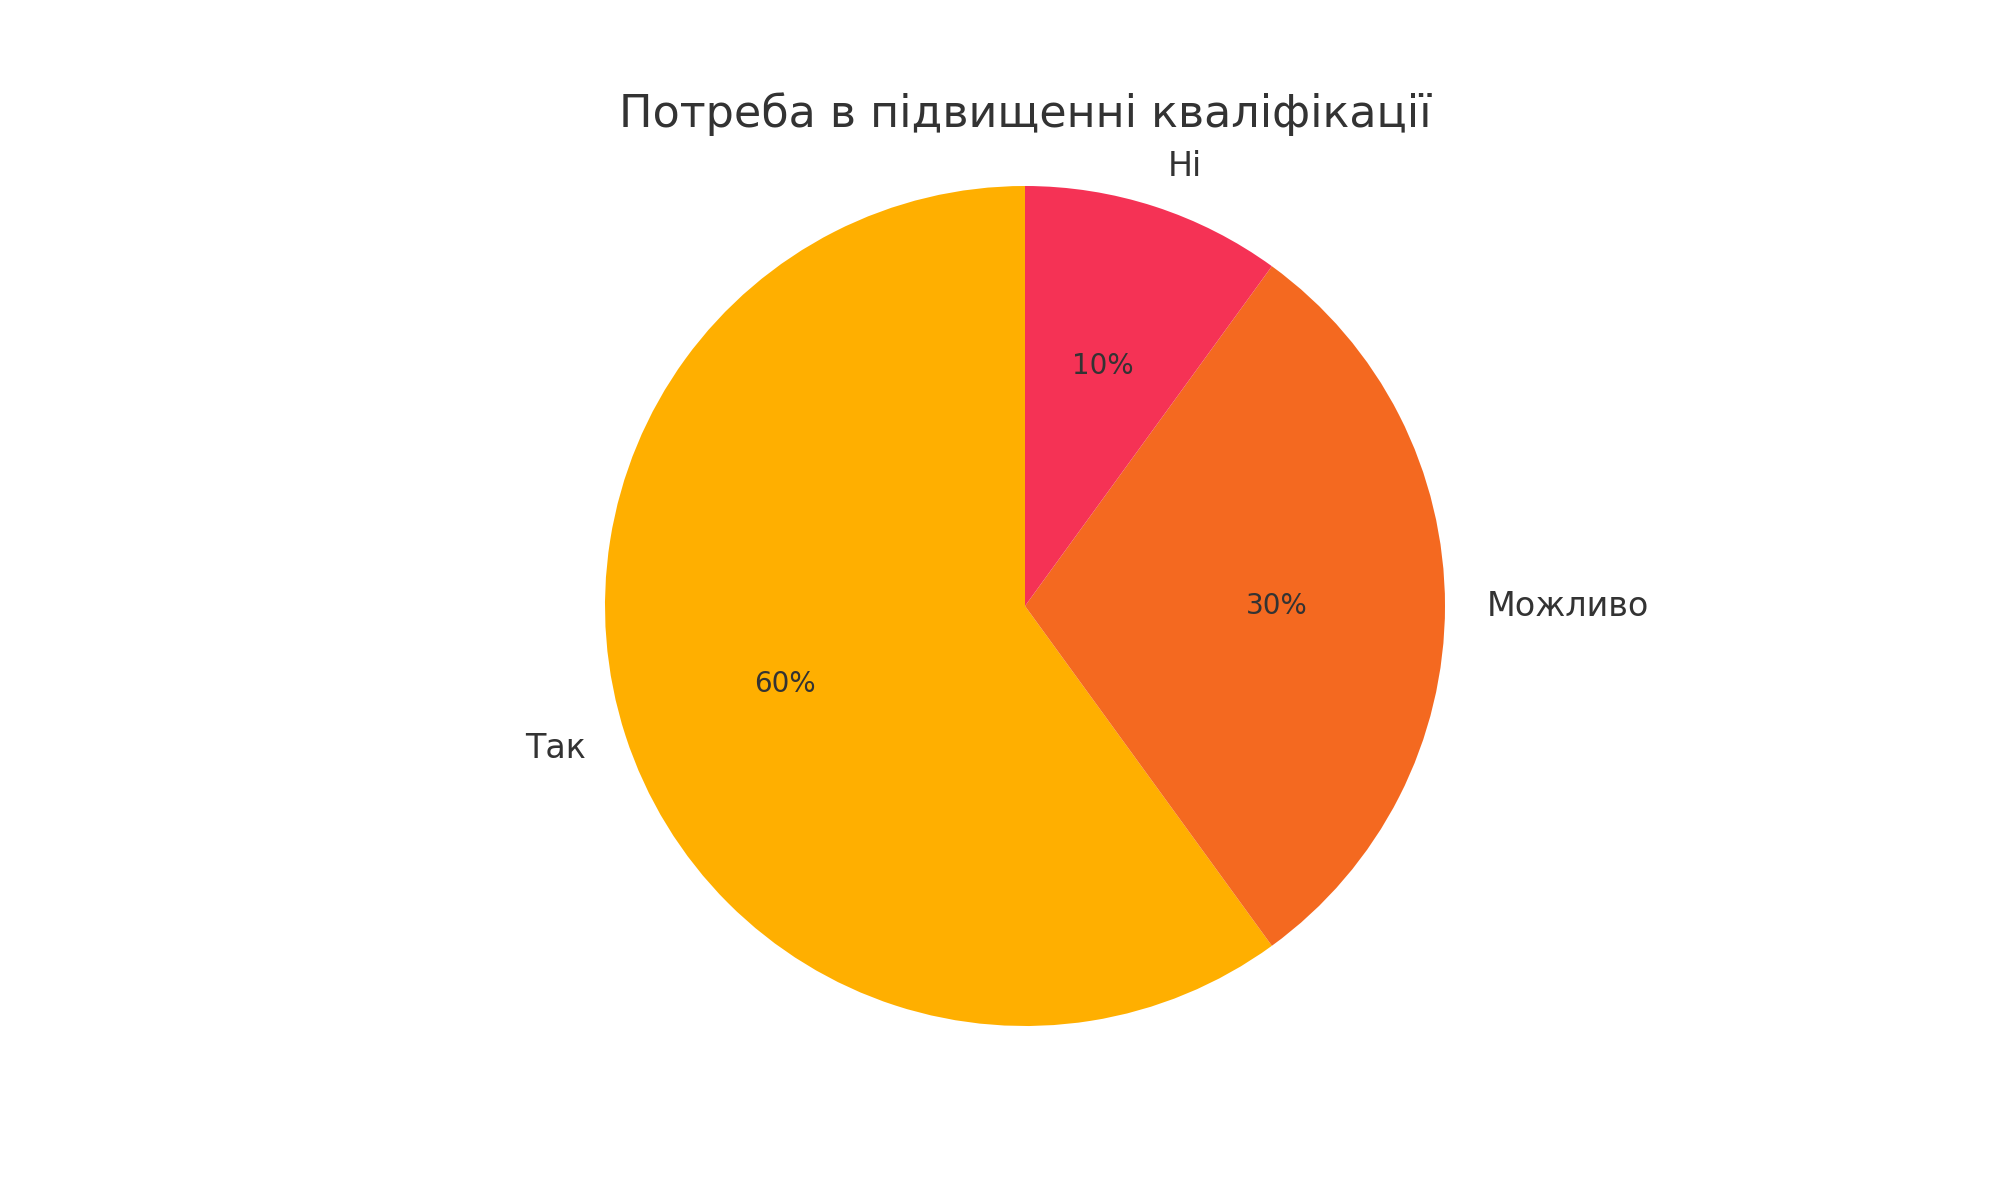 Потреба в підвищенні кваліфікації
Ні
10%
30%
Можливо
60%
Так